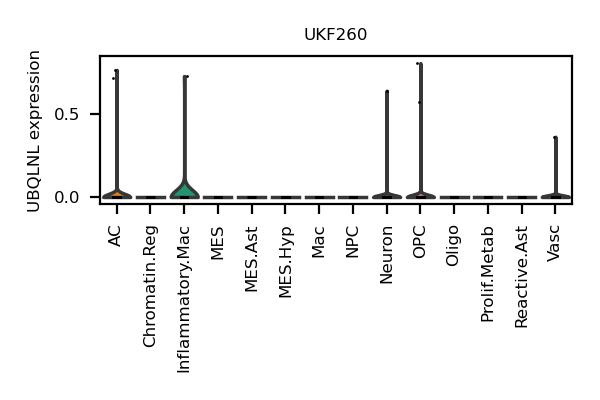 UKF260
UBQLNL expression
0.5
0.0
AC
Chromatin.Reg
Inflammatory.Mac
MES
MES.Ast
MES.Hyp
Mac
NPC
Neuron
OPC
Oligo
Prolif.Metab
Reactive.Ast
Vasc